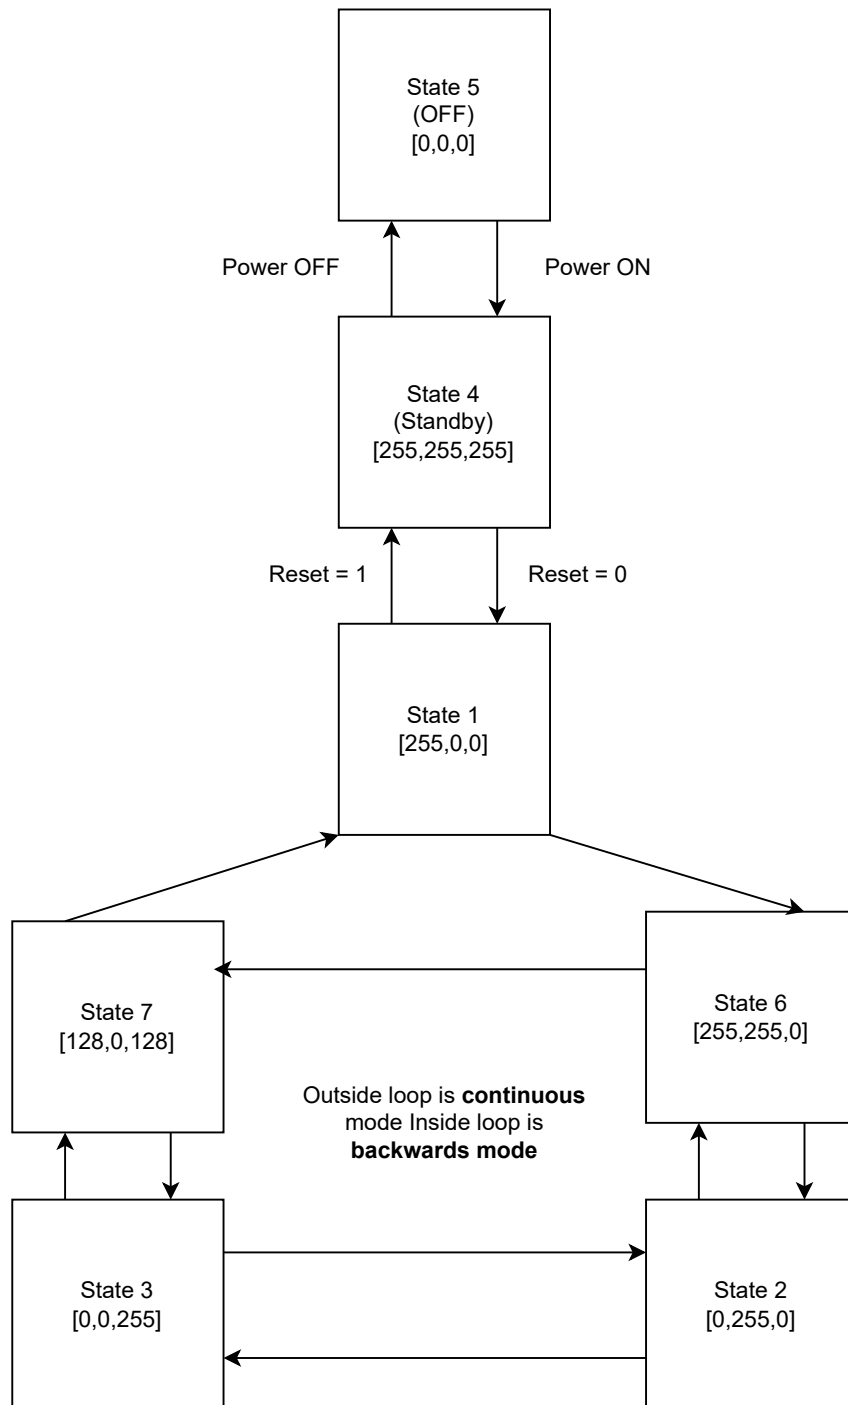 State 5
(OFF)
[0,0,0]
Power OFF
Power ON
State 4
(Standby)
[255,255,255]
Reset = 1
Reset = 0
State 1
[255,0,0]
State 7
[128,0,128]
State 6
[255,255,0]
Outside loop is continuous
mode Inside loop is
backwards mode
State 3
[0,0,255]
State 2
[0,255,0]